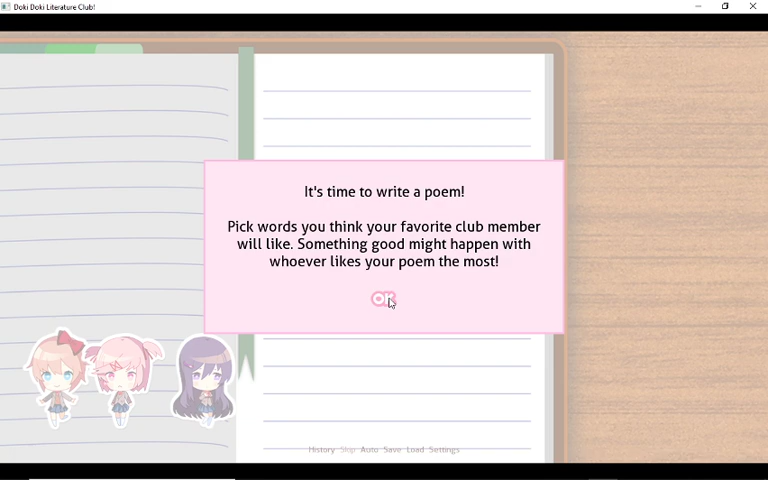 Doki Doki Literature Club!
It's time to write a poem!
Pick words you think your favorite club member
will like. Something good might happen with
whoever likes your poem the most!
OK
History Skip Auto Save Load Settings